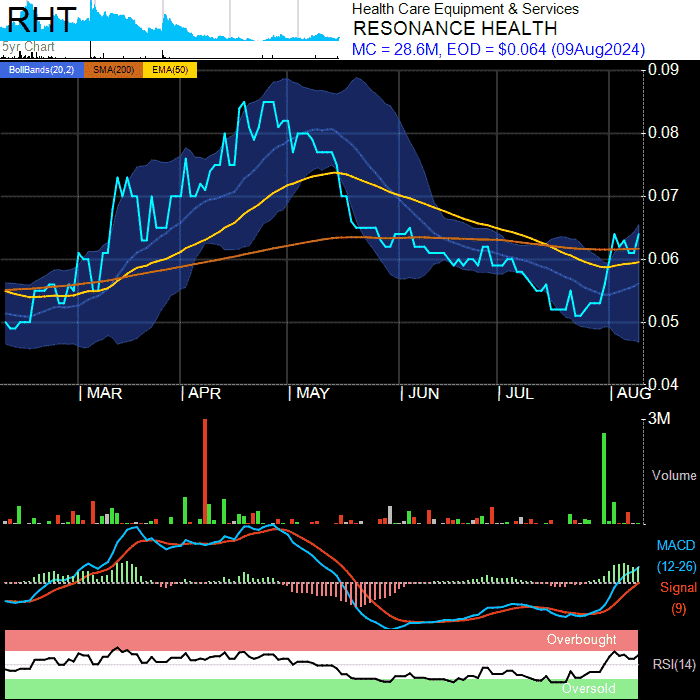 RHT
Health Care Equipment & Services
RESONANCE HEALTH
5yr Chart
MC = 28.6M, EOD = $0.064 (09Aug2024)
BollBands(20,2) SMA(200) EMA(50)
0.09
0.08
0.07
0.06
0.05
0.04
| MAR | APR | MAY | JUN | JUL | AUG
3M
Volume
MACD
(12-26)
Signal
(9)
Overbought
RSI(14)
Oversold